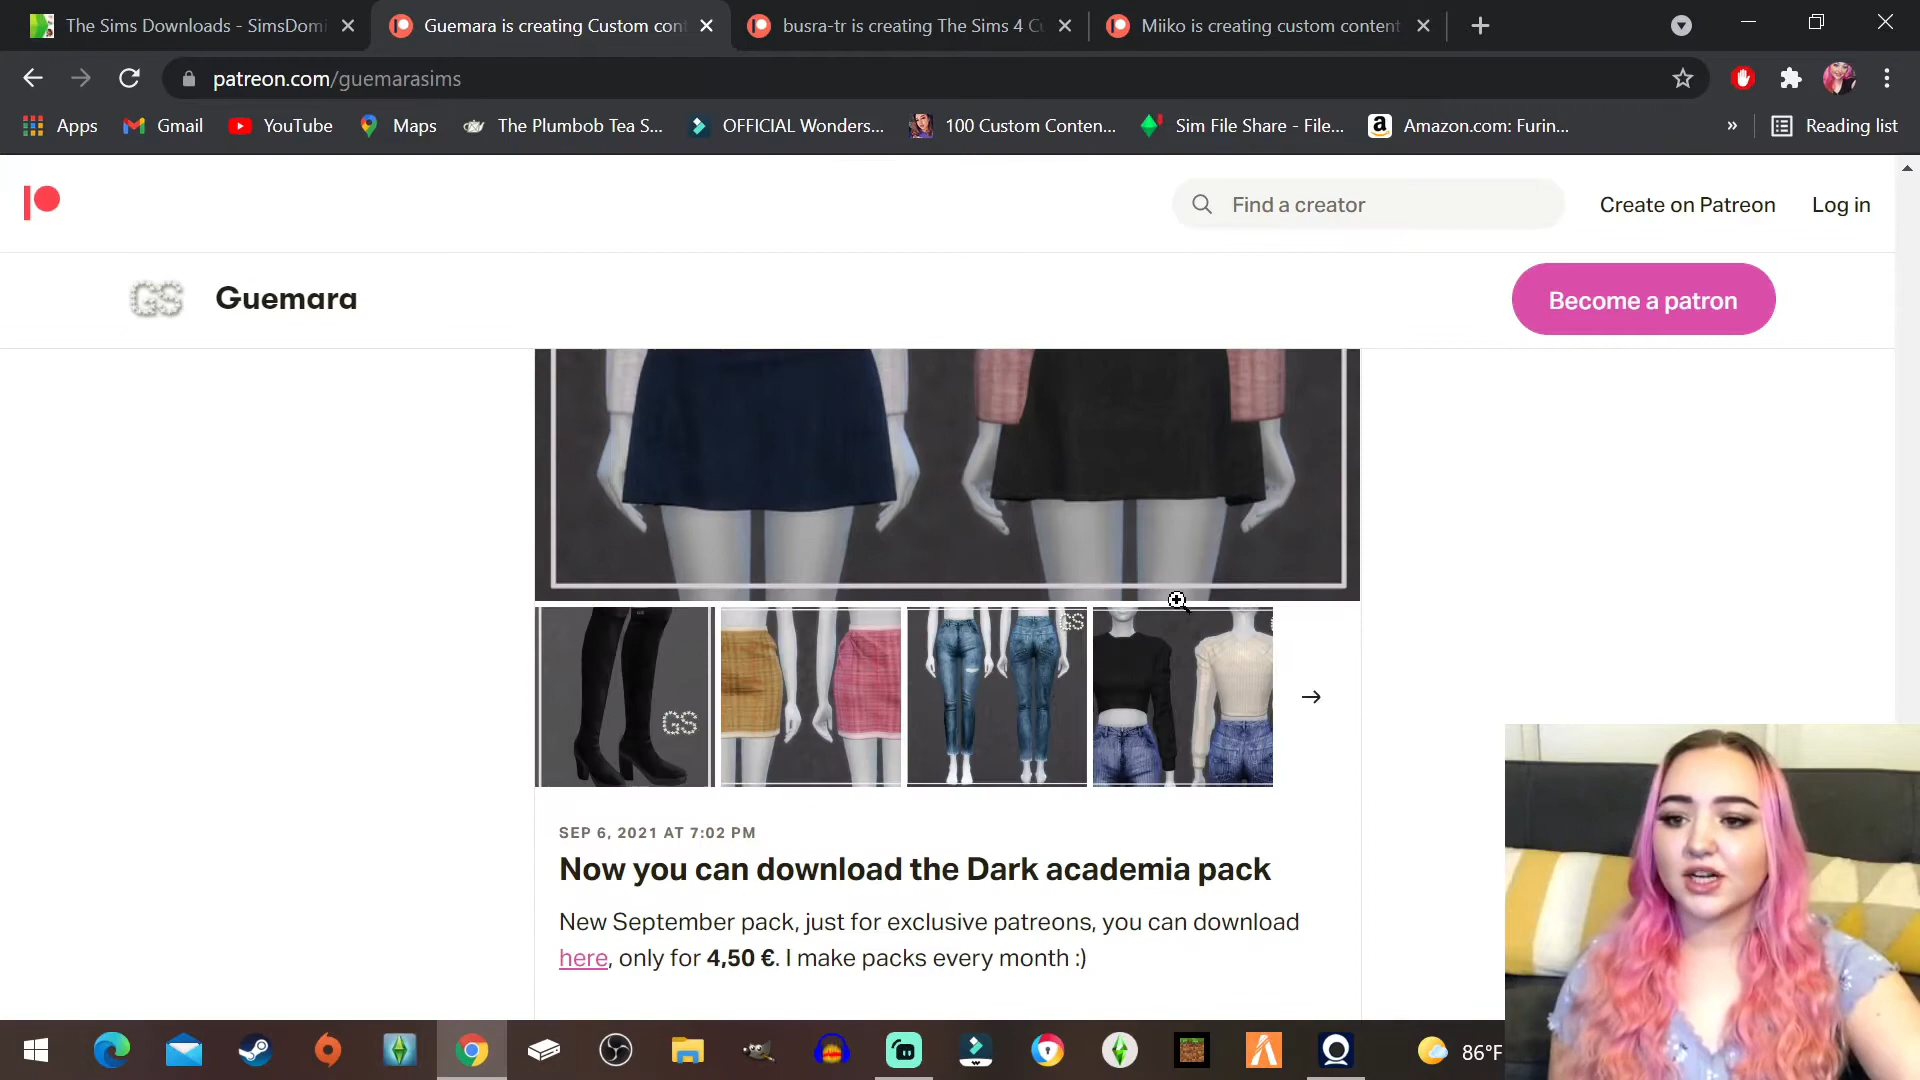 The Sims Downloads - SimsDomi
Guemara is creating Custom con
busra-tr is creating The Sims 4 C
Miiko is creating custom content
patreon.com/guemarasims
Apps
Gmail
YouTube
Maps
The Plumbob Tea S...
OFFICIAL Wonders...
100 Custom Conten...
Sim File Share - File...
Amazon.com: Furin...
»
Reading list
Find a creator
Create on Patreon
Log in
GS
Guemara
Become a patron
GS
GS
SEP 6, 2021 AT 7:02 PM
Now you can download the Dark academia pack
New September pack, just for exclusive patreons, you can download
here, only for 4,50 €. I make packs every month :)
86°F